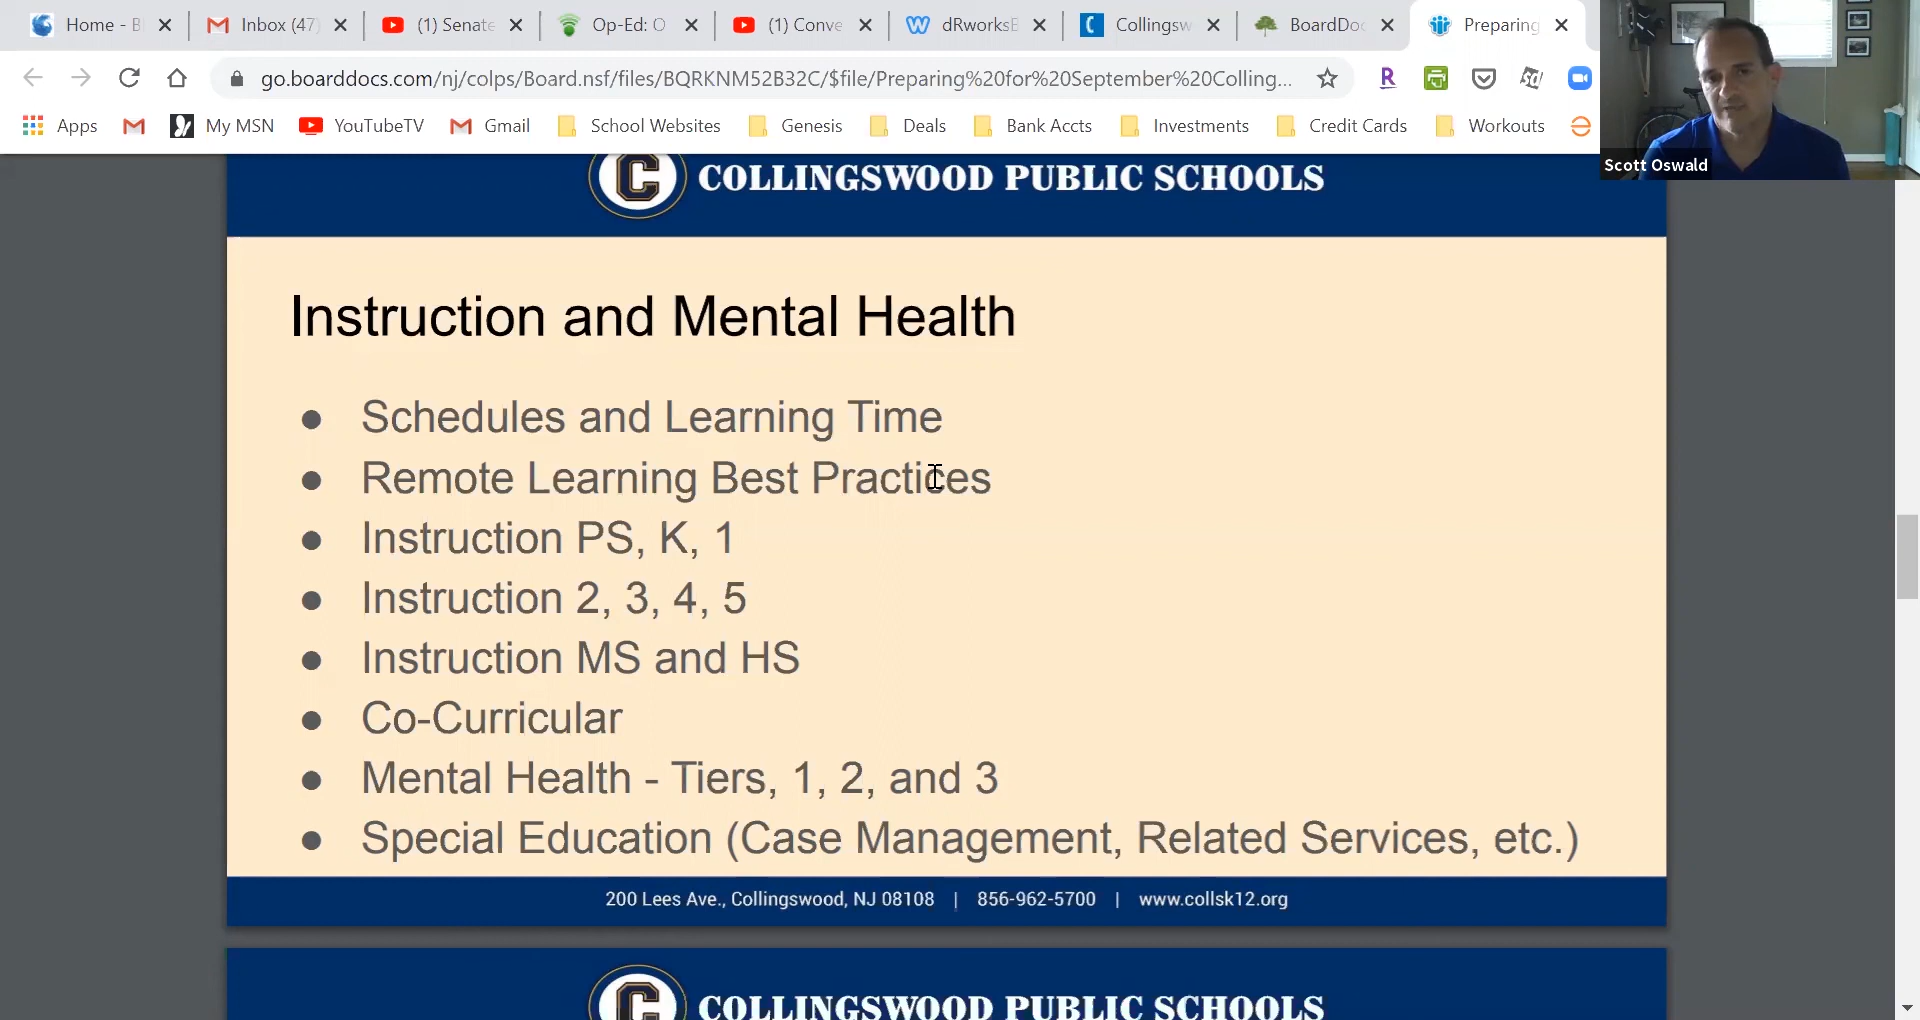 Home - B
Inbox (47)
(1) Senate
Op-Ed: O
(1) Conve
dRworksB
Collingsw
BoardDoc
Preparing
go.boarddocs.com/nj/colps/Board.nsf/files/BQRKNM52B32C/$file/Preparing%20for%20September%20Colling...
Apps
My MSN
YouTubeTV
Gmail
School Websites
Genesis
Deals
Bank Accts
Investments
Credit Cards
Workouts
Scott Oswald
C COLLINGSWOOD PUBLIC SCHOOLS
Instruction and Mental Health
● Schedules and Learning Time
● Remote Learning Best Practices
● Instruction PS, K, 1
● Instruction 2, 3, 4, 5
● Instruction MS and HS
● Co-Curricular
● Mental Health - Tiers, 1, 2, and 3
● Special Education (Case Management, Related Services, etc.)
200 Lees Ave., Collingswood, NJ 08108 | 856-962-5700 | www.collsk12.org
C COLLINGSWOOD PUBLIC SCHOOLS